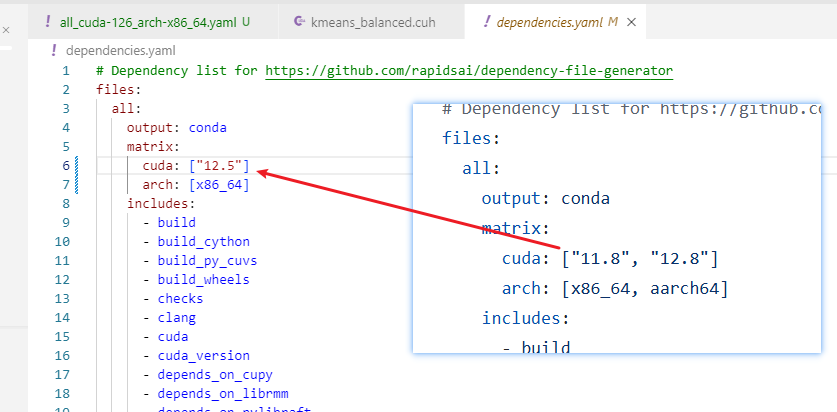 ! all_cuda-126_arch-x86_64.yaml U
kmeans_balanced.cuh
! dependencies.yaml M ×
! dependencies.yaml
1 # Dependency list for https://github.com/rapidsai/dependency-file-generator
2 files:
3 all:
4 output: conda
5 matrix:
6 cuda: ["12.5"]
7 arch: [x86_64]
8 includes:
9 - build
10 - build_cython
11 - build_py_cuvs
12 - build_wheels
13 - checks
14 - clang
15 - cuda
16 - cuda_version
17 - depends_on_cupy
18 - depends_on_librmm
19 - depends_on_pylibraft
# Dependency list for https://github.co
files:
all:
output: conda
matrix:
cuda: ["11.8", "12.8"]
arch: [x86_64, aarch64]
includes:
- build